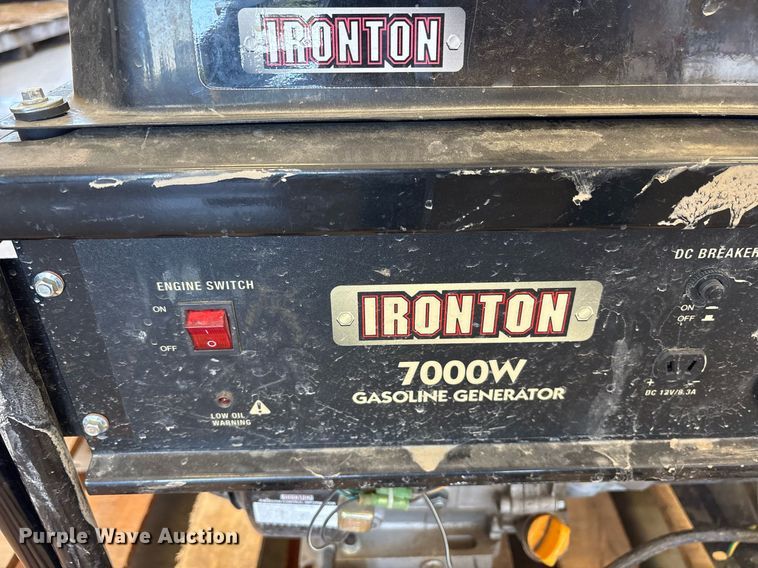 IRONTON
DC BREAKER
ENGINE SWITCH
ON
OFF
IRONTON
ON
OFF
7000W
GASOLINE GENERATOR
DC 12V/8.3A
LOW OIL
WARNING
Purple Wave Auction